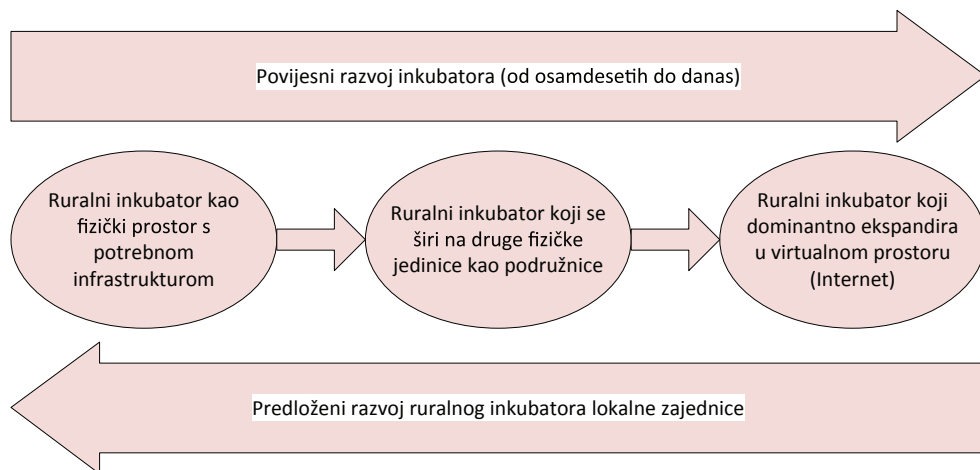 Povijesni razvoj inkubatora (od osamdesetih do danas)
Ruralni inkubator kao
fizički prostor s
potrebnom
infrastrukturom
Ruralni inkubator koji se
širi na druge fizičke
jedinice kao podružnice
Ruralni inkubator koji
dominantno ekspandira
u virtualnom prostoru
(Internet)
Predloženi razvoj ruralnog inkubatora lokalne zajednice